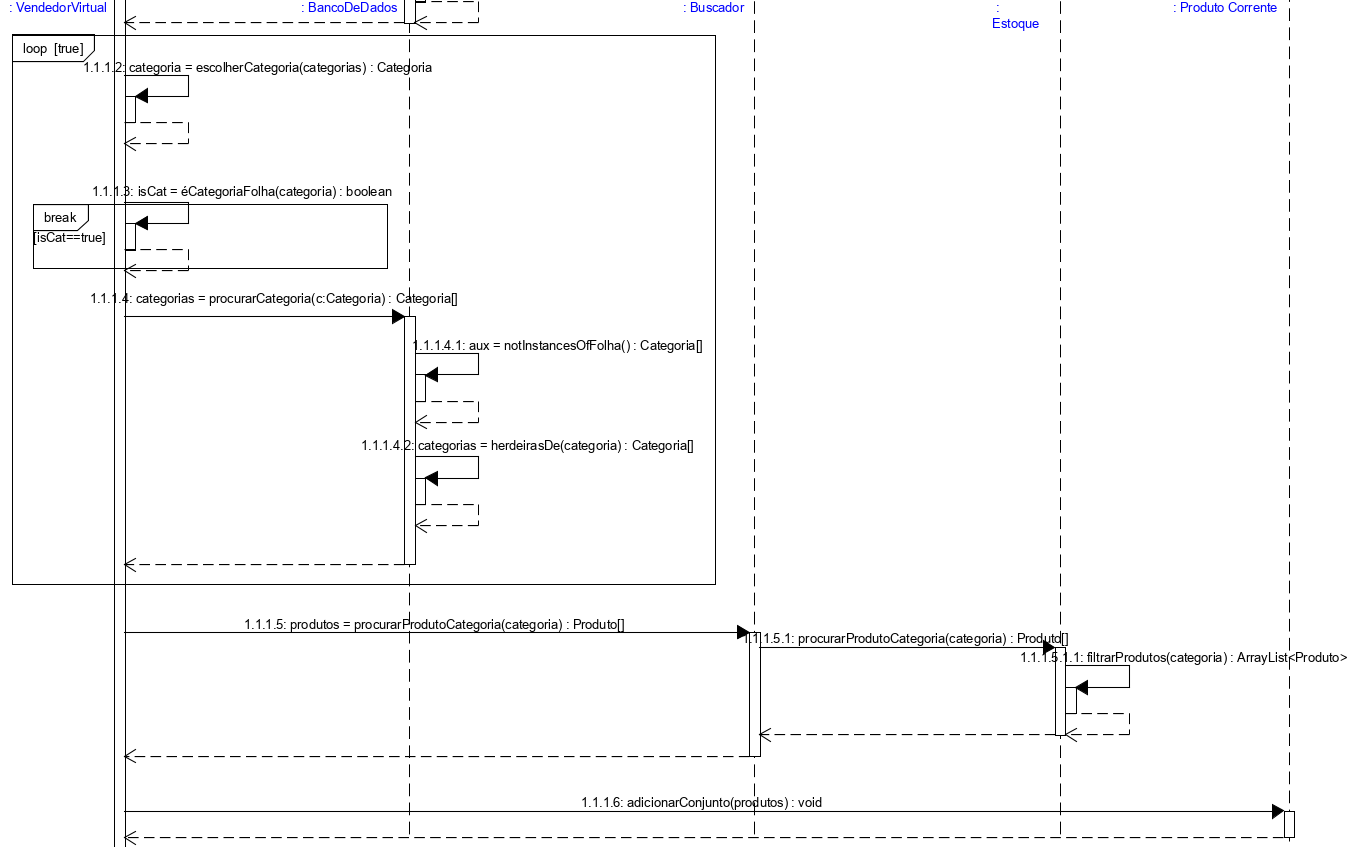 : VendedorVirtual
: BancoDeDados
: Buscador
:
Estoque
: Produto Corrente
loop [true]
1.1.1.2: categoria = escolherCategoria(categorias) : Categoria
1.1.1.3: isCat = éCategoriaFolha(categoria) : boolean
break
[isCat==true]
1.1.1.4: categorias = procurarCategoria(c:Categoria) : Categoria[]
1.1.1.4.1: aux = notInstancesOfFolha() : Categoria[]
1.1.1.4.2: categorias = herdeirasDe(categoria) : Categoria[]
1.1.1.5: produtos = procurarProdutoCategoria(categoria) : Produto[]
1.1.1.5.1: procurarProdutoCategoria(categoria) : Produto[]
1.1.1.5.1.1: filtrarProdutos(categoria) : ArrayList<Produto>
1.1.1.6: adicionarConjunto(produtos) : void